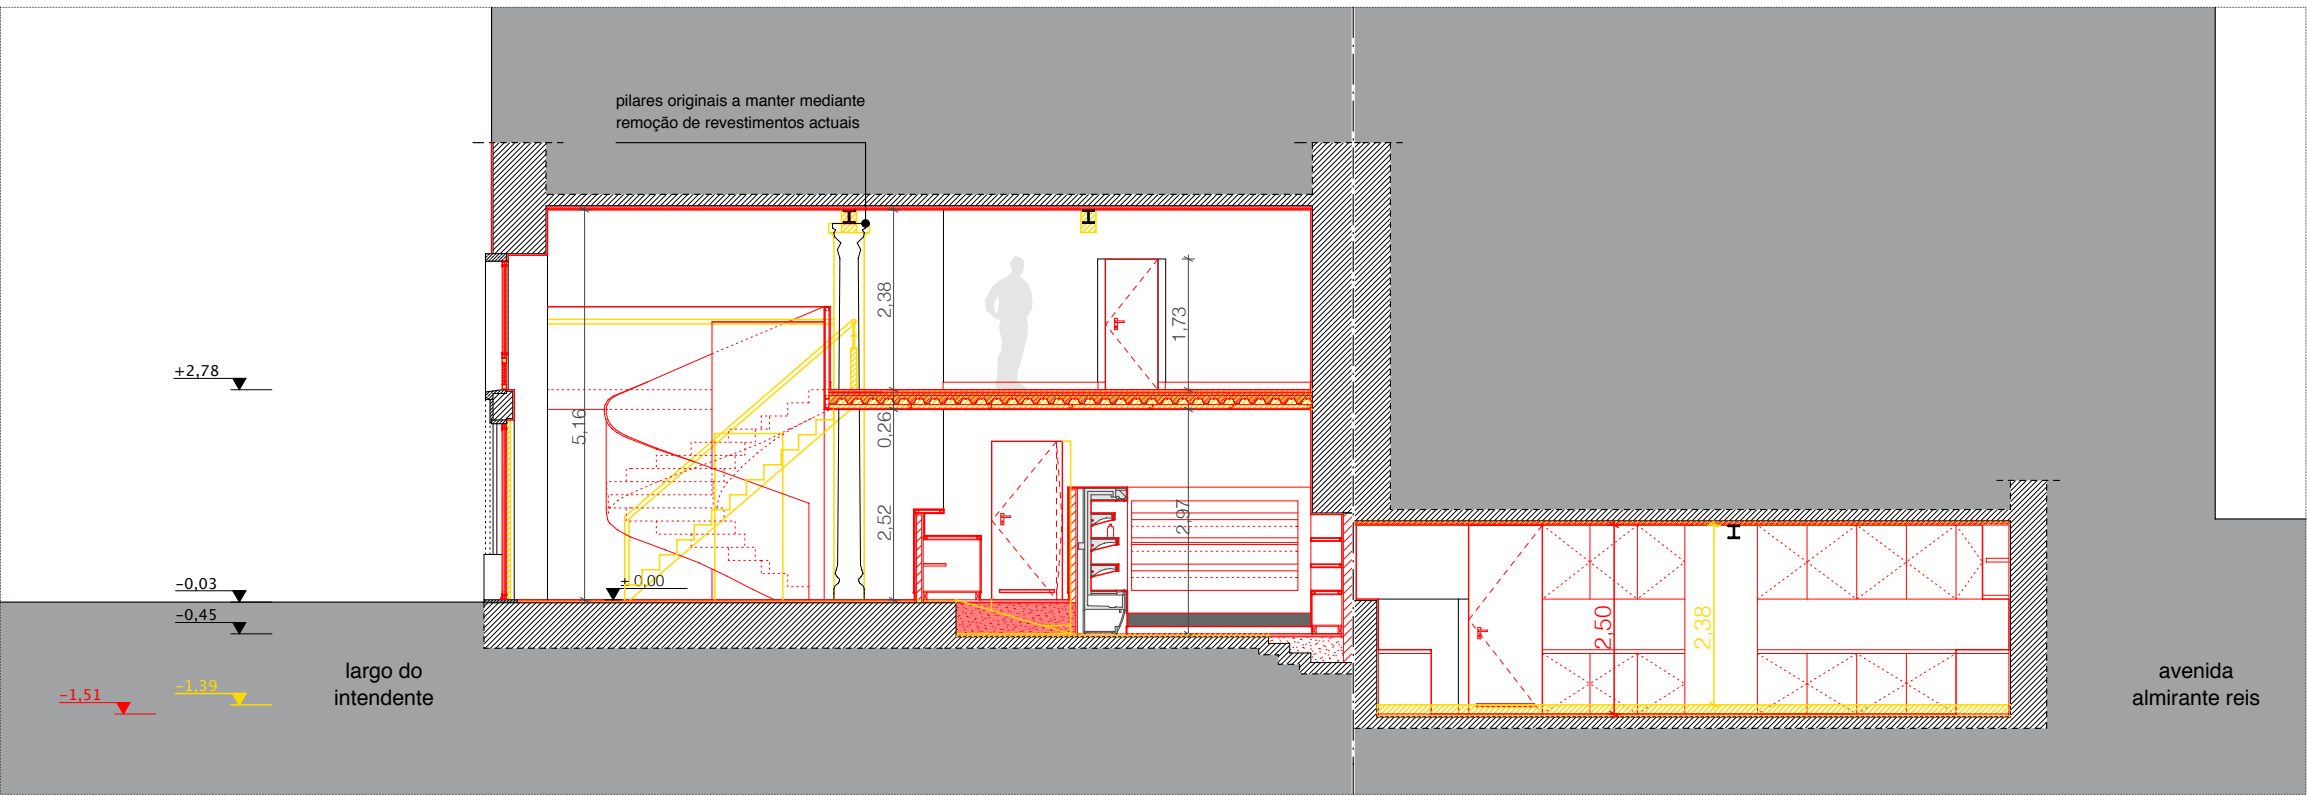 pilares originais a manter mediante
remoção de revestimentos actuais
2,38
1,73
+2,78
5,16
0,26
2,52
2,97
± 0,00
-0,03
-0,45
2,50
2,38
largo do
intendente
-1,39
-1,51
avenida
almirante reis